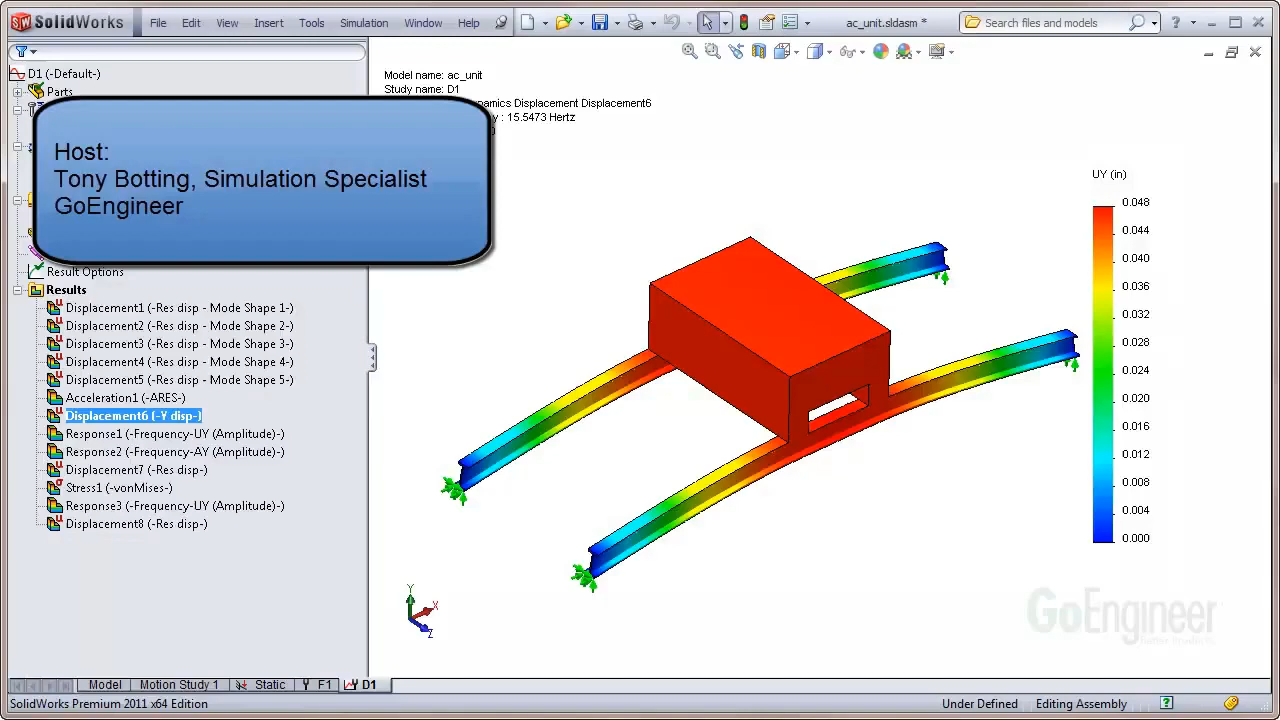 SolidWorks
File Edit View Insert Tools Simulation Window Help
ac_unit.sldasm *
Search files and models
D1 (-Default-)
Parts
Host:
Tony Botting, Simulation Specialist
GoEngineer
Result Options
Results
Displacement1 (-Res disp - Mode Shape 1-)
Displacement2 (-Res disp - Mode Shape 2-)
Displacement3 (-Res disp - Mode Shape 3-)
Displacement4 (-Res disp - Mode Shape 4-)
Displacement5 (-Res disp - Mode Shape 5-)
Acceleration1 (-ARES-)
Displacement6 (-Y disp-)
Response1 (-Frequency-UY (Amplitude)-)
Response2 (-Frequency-AY (Amplitude)-)
Displacement7 (-Res disp-)
Stress1 (-vonMises-)
Response3 (-Frequency-UY (Amplitude)-)
Displacement8 (-Res disp-)
Model name: ac_unit
Study name: D1
Displacement Displacement6
: 15.5473 Hertz
UY (in)
0.048
0.044
0.040
0.036
0.032
0.028
0.024
0.020
0.016
0.012
0.008
0.004
0.000
Y
X
Z
GoEngineer
Model Motion Study 1 Static F1 D1
SolidWorks Premium 2011 x64 Edition
Under Defined Editing Assembly